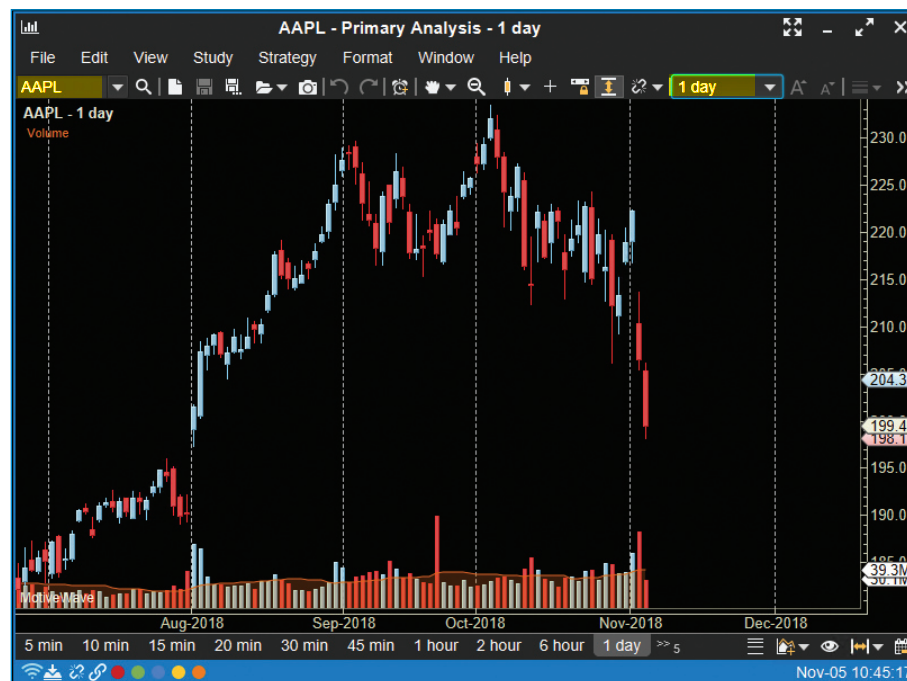 AAPL - Primary Analysis - 1 day
File Edit View Study Strategy Format Window Help
AAPL 1 day
AAPL - 1 day
Volume
230.0
225.0
220.0
215.0
210.0
204.3
199.4
198.1
195.0
190.0
39.3M
MotiveWave
Aug-2018 Sep-2018 Oct-2018 Nov-2018 Dec-2018
5 min 10 min 15 min 20 min 30 min 45 min 1 hour 2 hour 6 hour 1 day >> 5
Nov-05 10:45:17